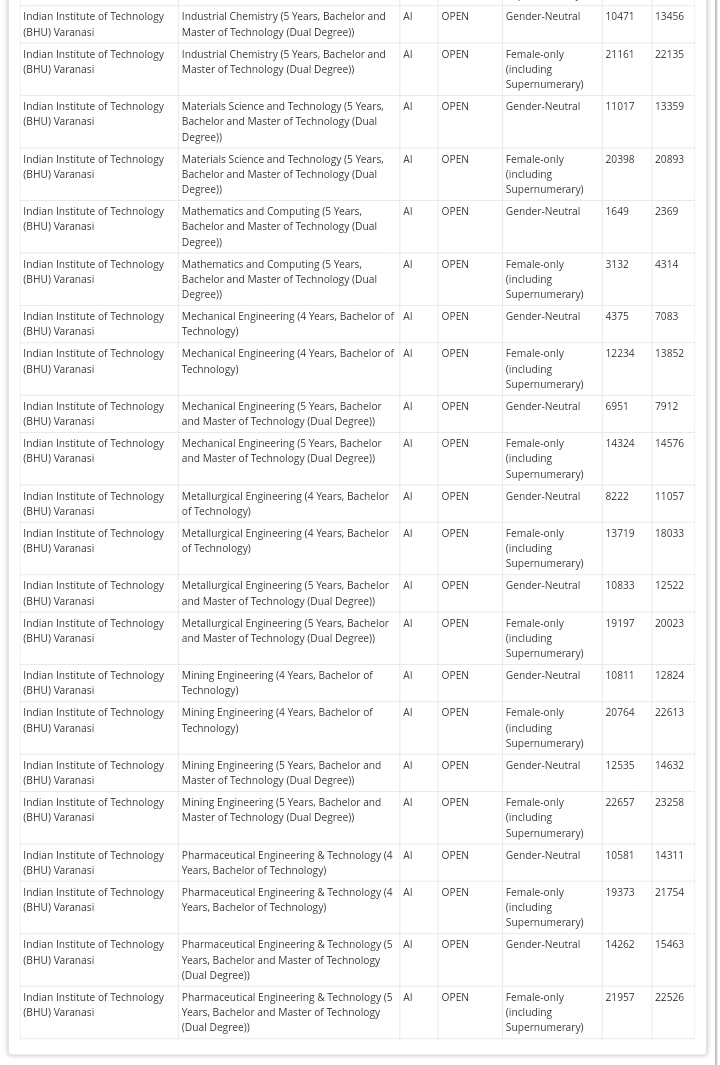 Indian Institute of Technology (BHU) Varanasi Industrial Chemistry (5 Years, Bachelor and Master of Technology (Dual Degree)) AI OPEN Gender-Neutral 10471 13456
Indian Institute of Technology (BHU) Varanasi Industrial Chemistry (5 Years, Bachelor and Master of Technology (Dual Degree)) AI OPEN Female-only (including Supernumerary) 21161 22135
Indian Institute of Technology (BHU) Varanasi Materials Science and Technology (5 Years, Bachelor and Master of Technology (Dual Degree)) AI OPEN Gender-Neutral 11017 13359
Indian Institute of Technology (BHU) Varanasi Materials Science and Technology (5 Years, Bachelor and Master of Technology (Dual Degree)) AI OPEN Female-only (including Supernumerary) 20398 20893
Indian Institute of Technology (BHU) Varanasi Mathematics and Computing (5 Years, Bachelor and Master of Technology (Dual Degree)) AI OPEN Gender-Neutral 1649 2369
Indian Institute of Technology (BHU) Varanasi Mathematics and Computing (5 Years, Bachelor and Master of Technology (Dual Degree)) AI OPEN Female-only (including Supernumerary) 3132 4314
Indian Institute of Technology (BHU) Varanasi Mechanical Engineering (4 Years, Bachelor of Technology) AI OPEN Gender-Neutral 4375 7083
Indian Institute of Technology (BHU) Varanasi Mechanical Engineering (4 Years, Bachelor of Technology) AI OPEN Female-only (including Supernumerary) 12234 13852
Indian Institute of Technology (BHU) Varanasi Mechanical Engineering (5 Years, Bachelor and Master of Technology (Dual Degree)) AI OPEN Gender-Neutral 6951 7912
Indian Institute of Technology (BHU) Varanasi Mechanical Engineering (5 Years, Bachelor and Master of Technology (Dual Degree)) AI OPEN Female-only (including Supernumerary) 14324 14576
Indian Institute of Technology (BHU) Varanasi Metallurgical Engineering (4 Years, Bachelor of Technology) AI OPEN Gender-Neutral 8222 11057
Indian Institute of Technology (BHU) Varanasi Metallurgical Engineering (4 Years, Bachelor of Technology) AI OPEN Female-only (including Supernumerary) 13719 18033
Indian Institute of Technology (BHU) Varanasi Metallurgical Engineering (5 Years, Bachelor and Master of Technology (Dual Degree)) AI OPEN Gender-Neutral 10833 12522
Indian Institute of Technology (BHU) Varanasi Metallurgical Engineering (5 Years, Bachelor and Master of Technology (Dual Degree)) AI OPEN Female-only (including Supernumerary) 19197 20023
Indian Institute of Technology (BHU) Varanasi Mining Engineering (4 Years, Bachelor of Technology) AI OPEN Gender-Neutral 10811 12824
Indian Institute of Technology (BHU) Varanasi Mining Engineering (4 Years, Bachelor of Technology) AI OPEN Female-only (including Supernumerary) 20764 22613
Indian Institute of Technology (BHU) Varanasi Mining Engineering (5 Years, Bachelor and Master of Technology (Dual Degree)) AI OPEN Gender-Neutral 12535 14632
Indian Institute of Technology (BHU) Varanasi Mining Engineering (5 Years, Bachelor and Master of Technology (Dual Degree)) AI OPEN Female-only (including Supernumerary) 22657 23258
Indian Institute of Technology (BHU) Varanasi Pharmaceutical Engineering & Technology (4 Years, Bachelor of Technology) AI OPEN Gender-Neutral 10581 14311
Indian Institute of Technology (BHU) Varanasi Pharmaceutical Engineering & Technology (4 Years, Bachelor of Technology) AI OPEN Female-only (including Supernumerary) 19373 21754
Indian Institute of Technology (BHU) Varanasi Pharmaceutical Engineering & Technology (5 Years, Bachelor and Master of Technology (Dual Degree)) AI OPEN Gender-Neutral 14262 15463
Indian Institute of Technology (BHU) Varanasi Pharmaceutical Engineering & Technology (5 Years, Bachelor and Master of Technology (Dual Degree)) AI OPEN Female-only (including Supernumerary) 21957 22526